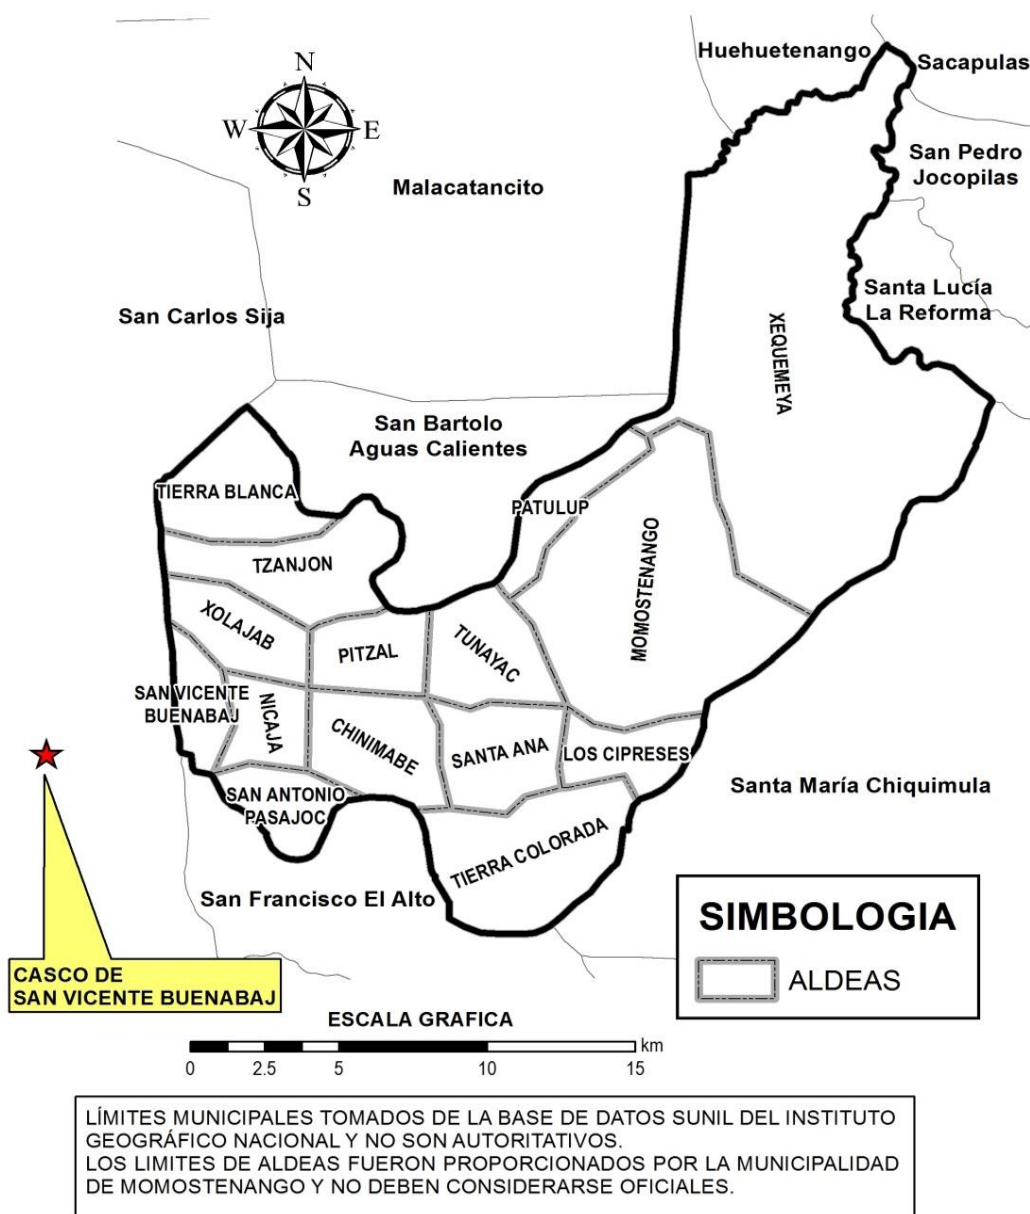 Huehuetenango
Sacapulas
N
W
E
S
San Pedro
Jocopilas
Malacatancito
Santa Lucía
La Reforma
San Carlos Sija
XEQUEMEYA
San Bartolo
Aguas Calientes
TIERRA BLANCA
PATULUP
MOMOSTENANGO
TZANJON
XOLAJAB
PITZAL
TUNAYAC
SAN VICENTE
BUENABAJ
NICAJA
CHINIMABE
SANTA ANA
LOS CIPRESES
SAN ANTONIO
PASAJOC
Santa María Chiquimula
TIERRA COLORADA
San Francisco El Alto
SIMBOLOGIA
ALDEAS
CASCO DE
SAN VICENTE BUENABAJ
ESCALA GRAFICA
km
0 2.5 5 10 15
LÍMITES MUNICIPALES TOMADOS DE LA BASE DE DATOS SUNIL DEL INSTITUTO
GEOGRÁFICO NACIONAL Y NO SON AUTORITATIVOS.
LOS LIMITES DE ALDEAS FUERON PROPORCIONADOS POR LA MUNICIPALIDAD
DE MOMOSTENANGO Y NO DEBEN CONSIDERARSE OFICIALES.